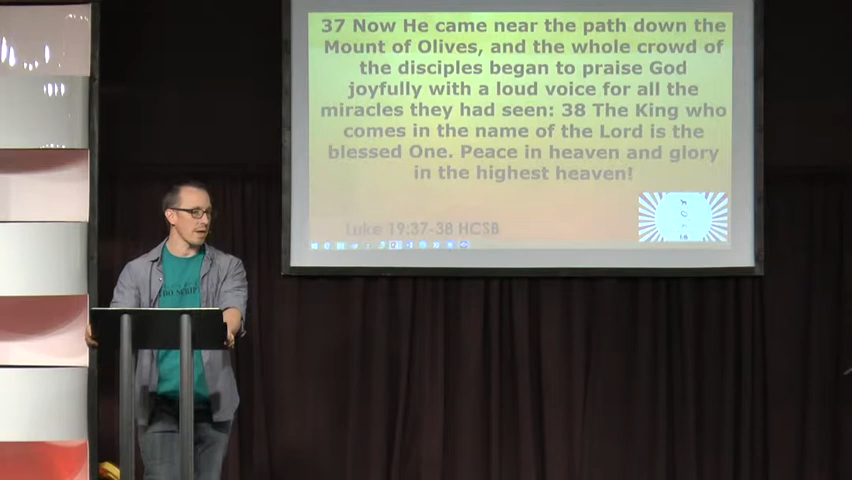 37 Now He came near the path down the
Mount of Olives, and the whole crowd of
the disciples began to praise God
joyfully with a loud voice for all the
miracles they had seen: 38 The King who
comes in the name of the Lord is the
blessed One. Peace in heaven and glory
in the highest heaven!
Luke 19:37-38 HCSB